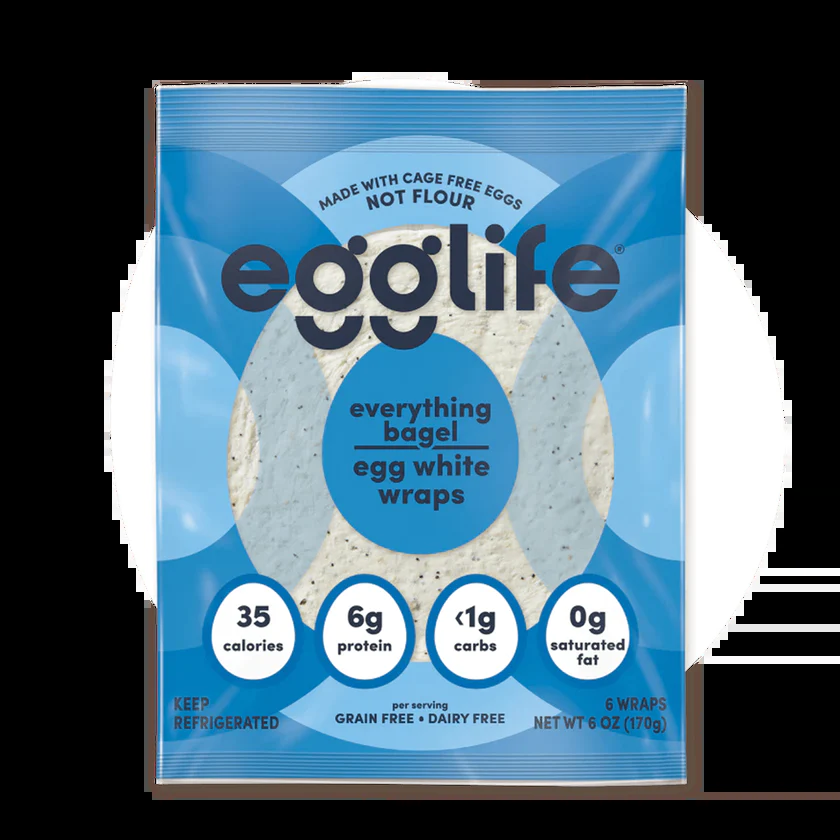 MADE WITH CAGE FREE EGGS
NOT FLOUR
egglife®
everything
bagel
egg white
wraps
35
calories
6g
protein
<1g
carbs
0g
saturated
fat
KEEP
REFRIGERATED
per serving
GRAIN FREE • DAIRY FREE
6 WRAPS
NET WT 6 OZ (170g)